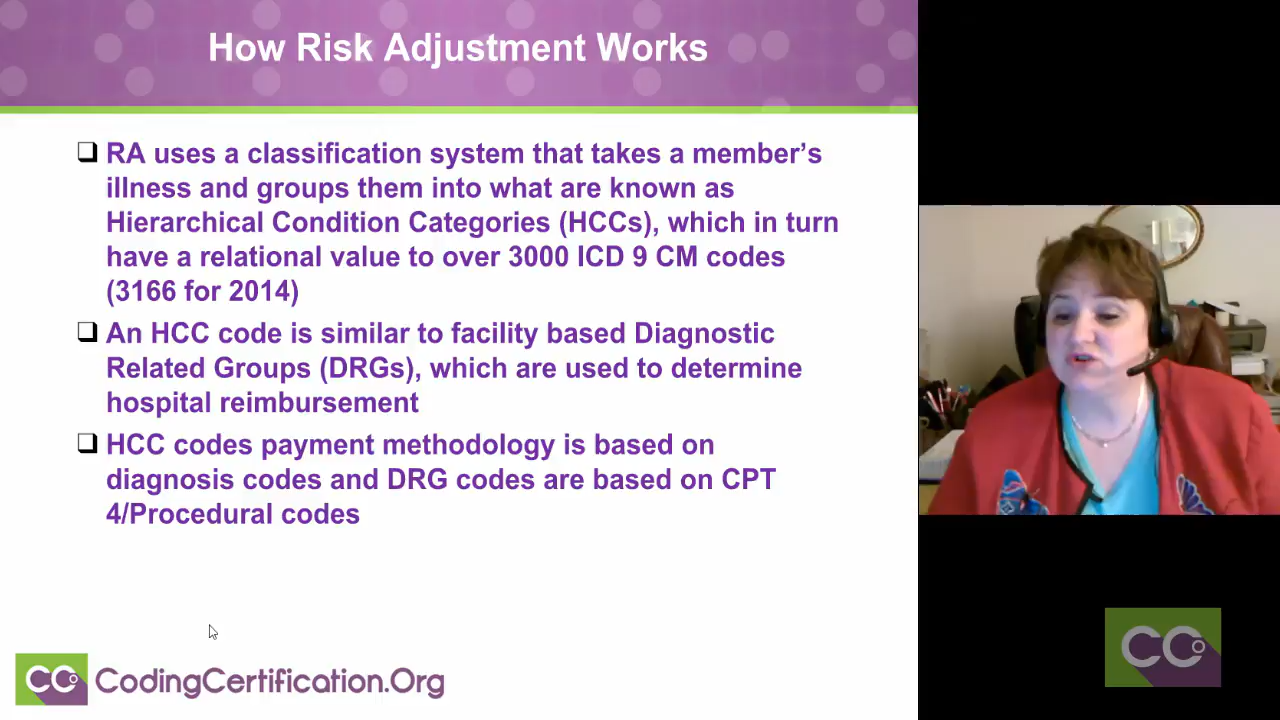 How Risk Adjustment Works
RA uses a classification system that takes a member's
illness and groups them into what are known as
Hierarchical Condition Categories (HCCs), which in turn
have a relational value to over 3000 ICD 9 CM codes
(3166 for 2014)
An HCC code is similar to facility based Diagnostic
Related Groups (DRGs), which are used to determine
hospital reimbursement
HCC codes payment methodology is based on
diagnosis codes and DRG codes are based on CPT
4/Procedural codes
CC CodingCertification.Org
CC